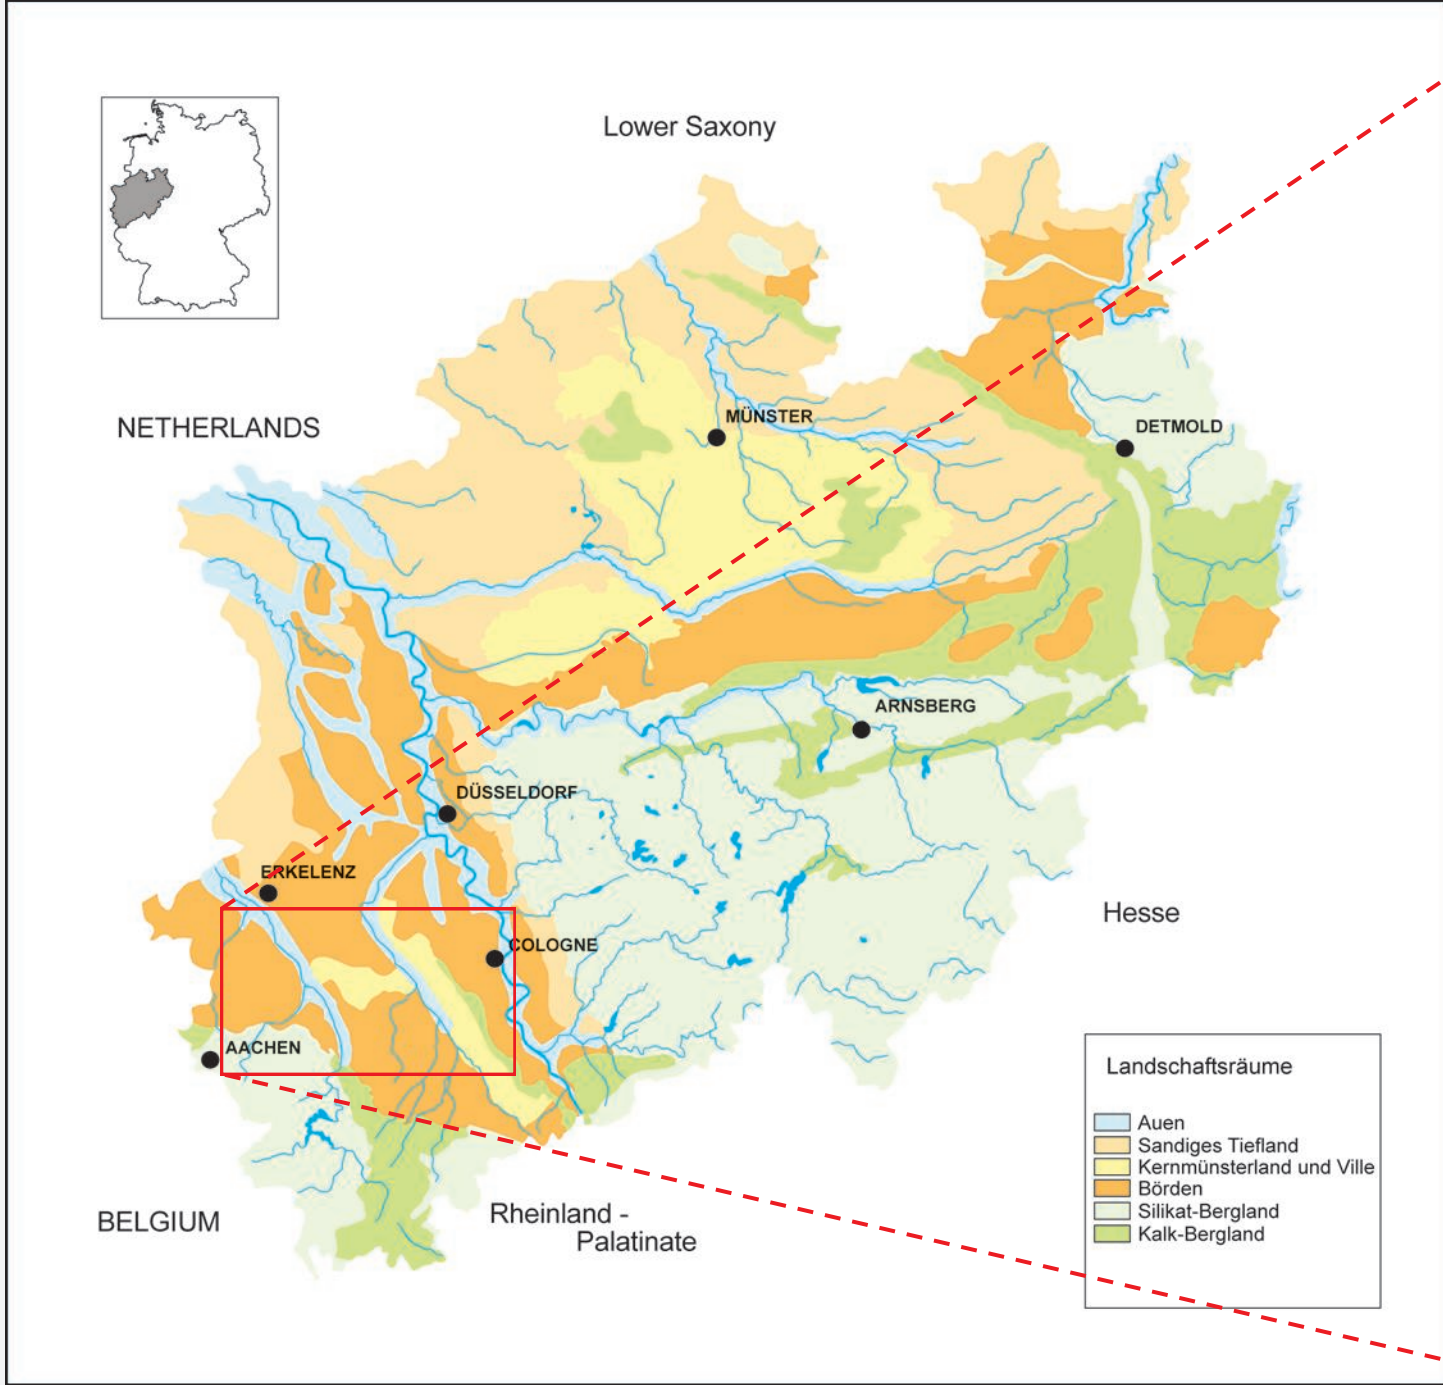 Lower Saxony
NETHERLANDS
MÜNSTER
DETMOLD
ARNSBERG
DÜSSELDORF
ERKELENZ
Hesse
COLOGNE
AACHEN
BELGIUM
Rheinland -
Palatinate
Landschaftsräume
Auen
Sandiges Tiefland
Kernmünsterland und Ville
Börden
Silikat-Bergland
Kalk-Bergland